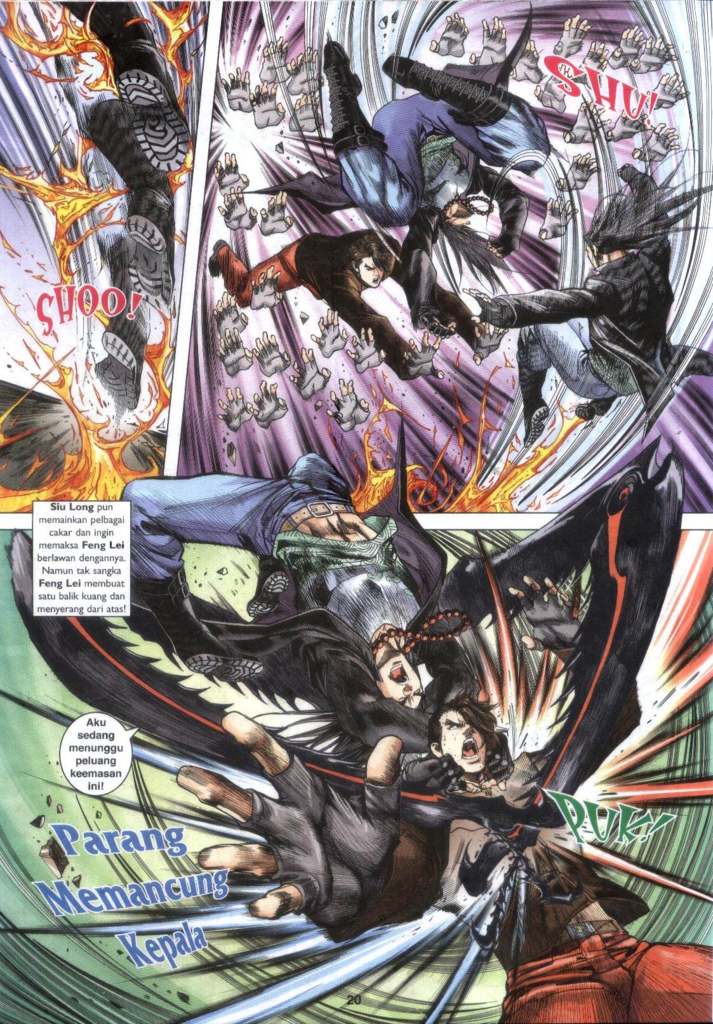 SHOO!
SHU!
Siu Long pun
memainkan pelbagai
cakar dan ingin
memaksa Feng Lei
berlawan dengannya.
Namun tak sangka
Feng Lei membuat
satu balik kuang dan
menyerang dari atas!
Aku
sedang
menunggu
peluang
keemasan
ini!
Parang
Memancung
Kepala
PUK!
20